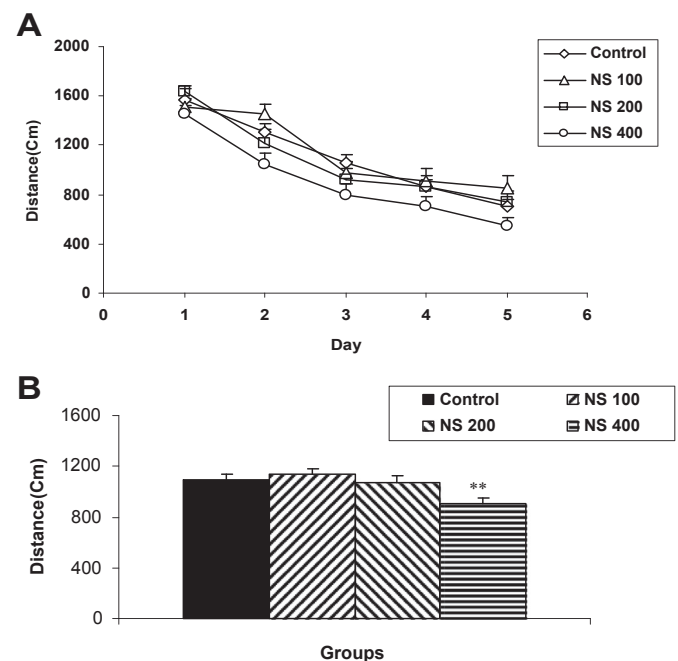 A
2000
1600
1200
800
400
0
Distance(Cm)
0 1 2 3 4 5 6
Day
Control
NS 100
NS 200
NS 400
B
1600
1200
800
400
0
Distance(Cm)
Control NS 100
NS 200 NS 400
**
Groups